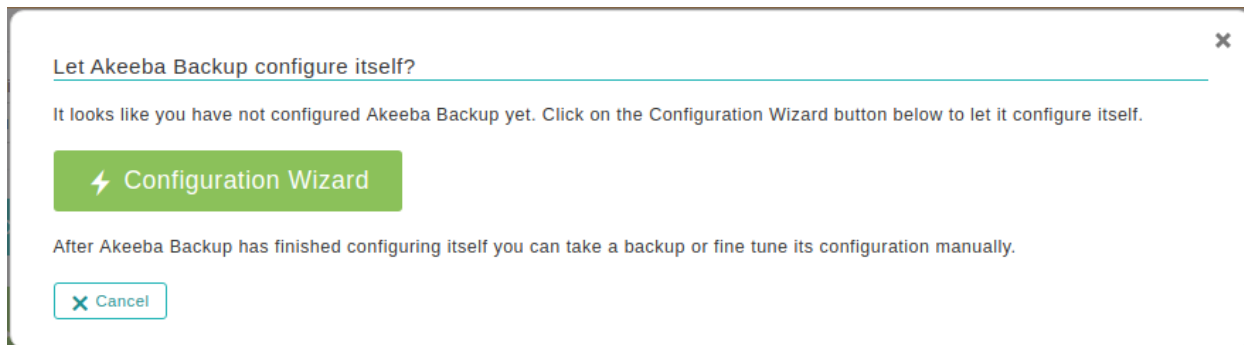 Let Akeeba Backup configure itself?
It looks like you have not configured Akeeba Backup yet. Click on the Configuration Wizard button below to let it configure itself.
Configuration Wizard
After Akeeba Backup has finished configuring itself you can take a backup or fine tune its configuration manually.
Cancel